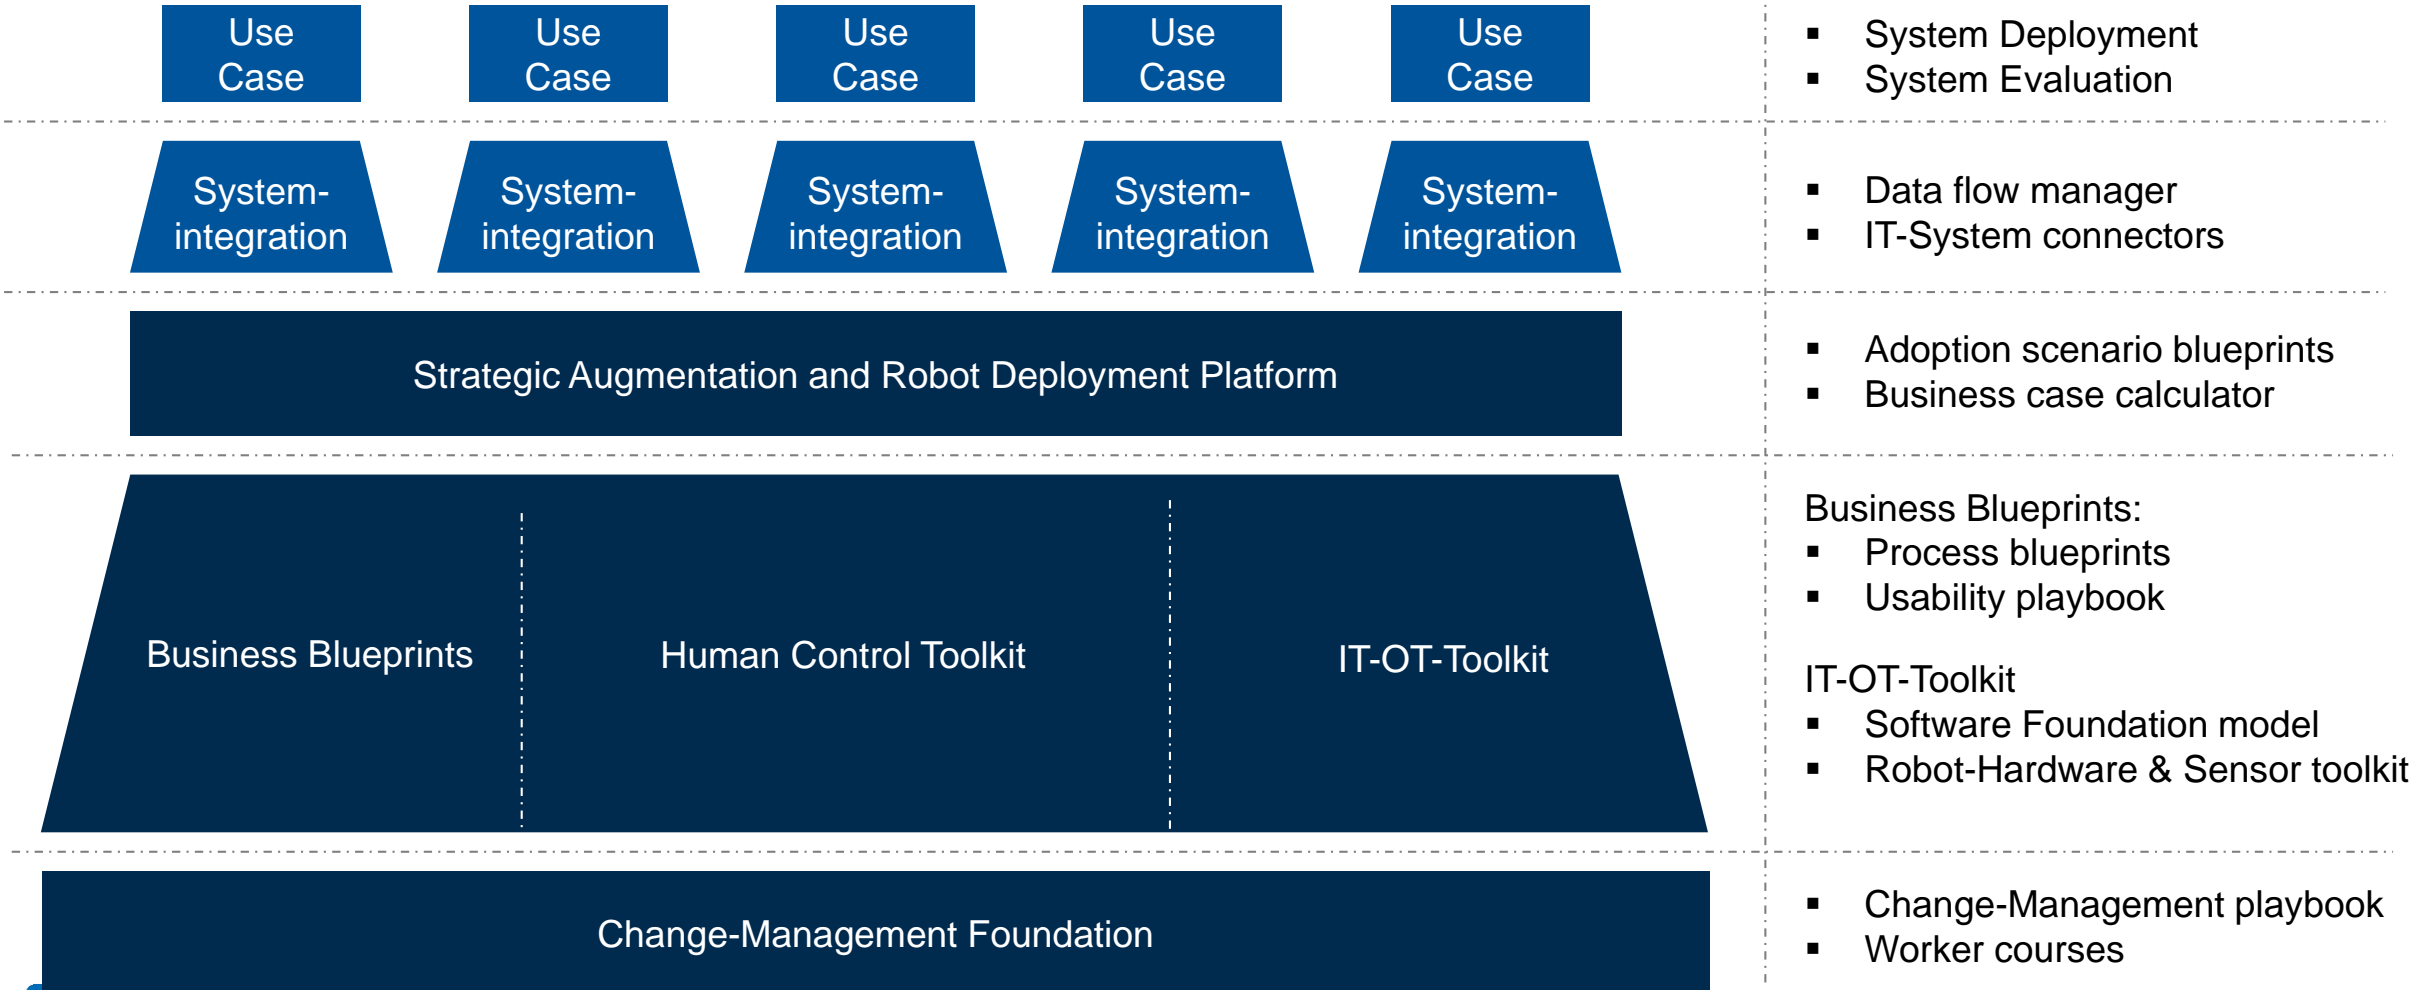 Use
Case
Use
Case
Use
Case
Use
Case
Use
Case
▪ System Deployment
▪ System Evaluation
System-
integration
System-
integration
System-
integration
System-
integration
System-
integration
▪ Data flow manager
▪ IT-System connectors
Strategic Augmentation and Robot Deployment Platform
▪ Adoption scenario blueprints
▪ Business case calculator
Business Blueprints
Human Control Toolkit
IT-OT-Toolkit
Business Blueprints:
▪ Process blueprints
▪ Usability playbook
IT-OT-Toolkit
▪ Software Foundation model
▪ Robot-Hardware & Sensor toolkit
Change-Management Foundation
▪ Change-Management playbook
▪ Worker courses